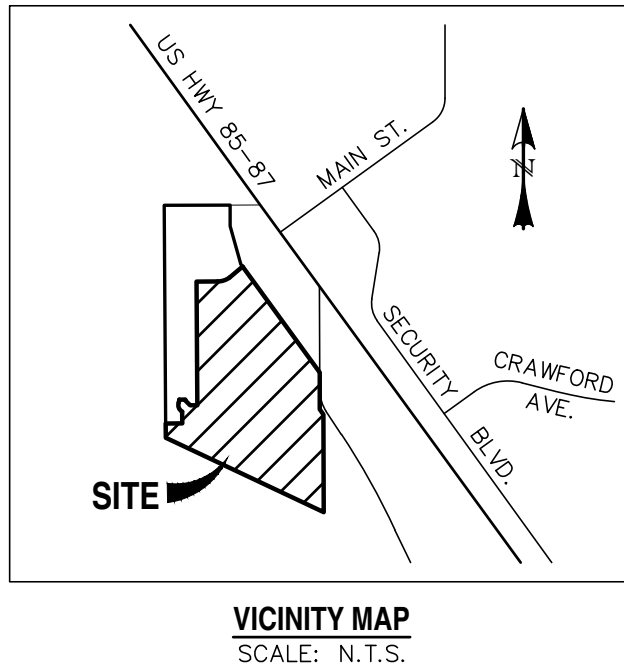 US HWY 85-87
MAIN ST.
N
SECURITY BLVD.
CRAWFORD
AVE.
SITE
VICINITY MAP
SCALE: N.T.S.